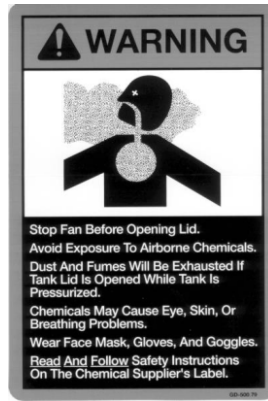 WARNING
Stop Fan Before Opening Lid.
Avoid Exposure To Airborne Chemicals.
Dust And Fumes Will Be Exhausted If
Tank Lid Is Opened While Tank Is
Pressurized.
Chemicals May Cause Eye, Skin, Or
Breathing Problems.
Wear Face Mask, Gloves, And Goggles.
Read And Follow Safety Instructions
On The Chemical Supplier's Label.